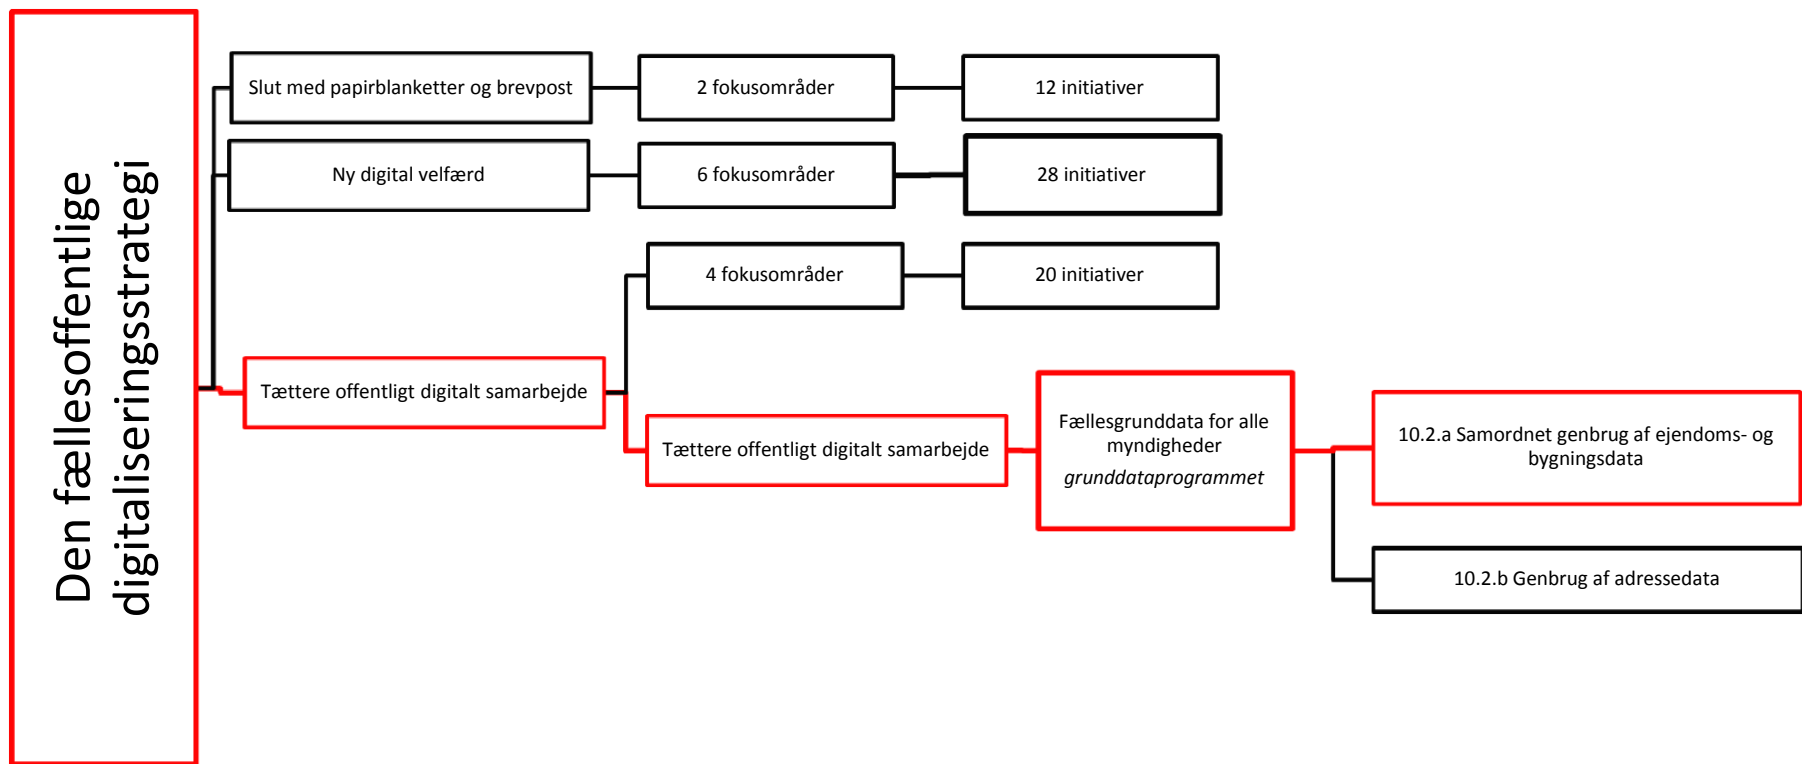 Den fællesoffentlige
digitaliseringsstrategi
Slut med papirblanketter og brevpost
2 fokusområder
12 initiativer
Ny digital velfærd
6 fokusområder
28 initiativer
4 fokusområder
20 initiativer
Tættere offentligt digitalt samarbejde
Tættere offentligt digitalt samarbejde
Fællesgrunddata for alle
myndigheder
grunddataprogrammet
10.2.a Samordnet genbrug af ejendoms- og
bygningsdata
10.2.b Genbrug af adressedata